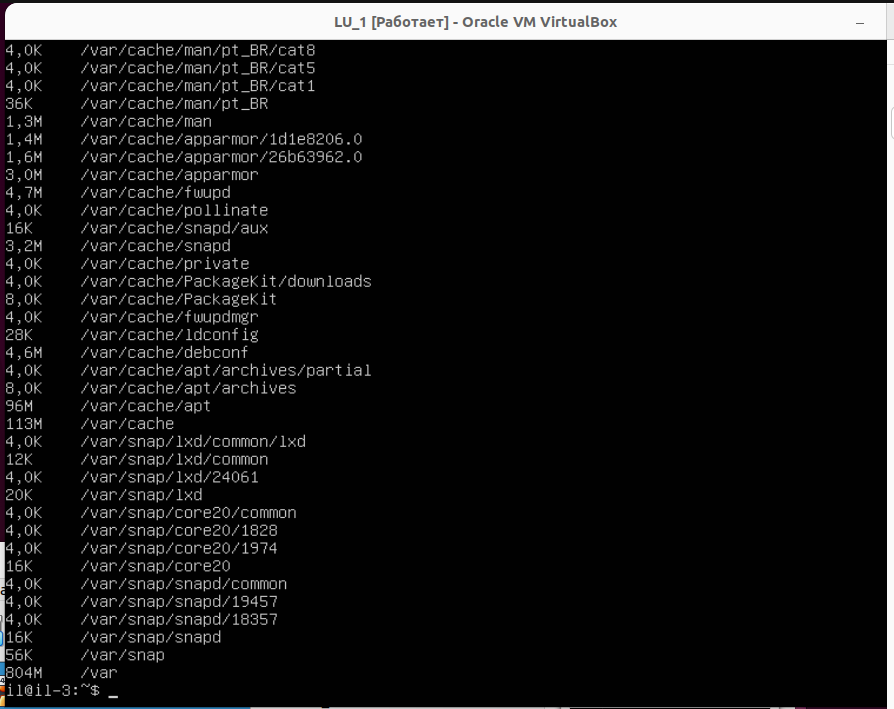 LU_1 [Работает] - Oracle VM VirtualBox
4,0K /var/cache/man/pt_BR/cat8
4,0K /var/cache/man/pt_BR/cat5
4,0K /var/cache/man/pt_BR/cat1
36K /var/cache/man/pt_BR
1,3M /var/cache/man
1,4M /var/cache/apparmor/1d1e8206.0
1,6M /var/cache/apparmor/26b63962.0
3,0M /var/cache/apparmor
4,7M /var/cache/fwupd
4,0K /var/cache/pollinate
16K /var/cache/snapd/aux
3,2M /var/cache/snapd
4,0K /var/cache/private
4,0K /var/cache/PackageKit/downloads
8,0K /var/cache/PackageKit
4,0K /var/cache/fwupdmgr
28K /var/cache/ldconfig
4,6M /var/cache/debconf
4,0K /var/cache/apt/archives/partial
8,0K /var/cache/apt/archives
96M /var/cache/apt
113M /var/cache
4,0K /var/snap/lxd/common/lxd
12K /var/snap/lxd/common
4,0K /var/snap/lxd/24061
20K /var/snap/lxd
4,0K /var/snap/core20/common
4,0K /var/snap/core20/1828
4,0K /var/snap/core20/1974
16K /var/snap/core20
4,0K /var/snap/snapd/common
4,0K /var/snap/snapd/19457
4,0K /var/snap/snapd/18357
16K /var/snap/snapd
56K /var/snap
804M /var
il@il-3:~$ _